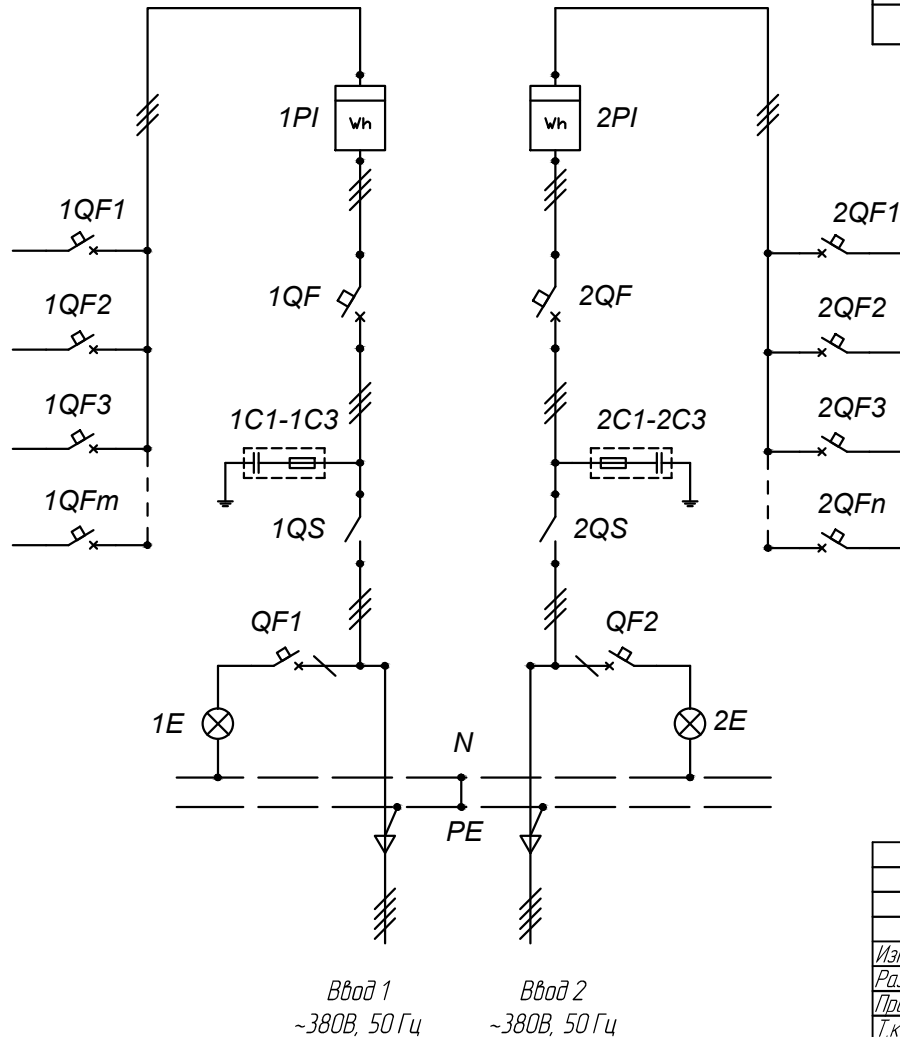 1PI
Wh
Wh
2PI
1QF1
2QF1
1QF
2QF
1QF2
2QF2
1QF3
1C1-1C3
2C1-2C3
2QF3
1QFm
1QS
2QS
2QFn
QF1
QF2
1E
N
2E
PE
Ввод 1
~380В, 50 Гц
Ввод 2
~380В, 50 Гц